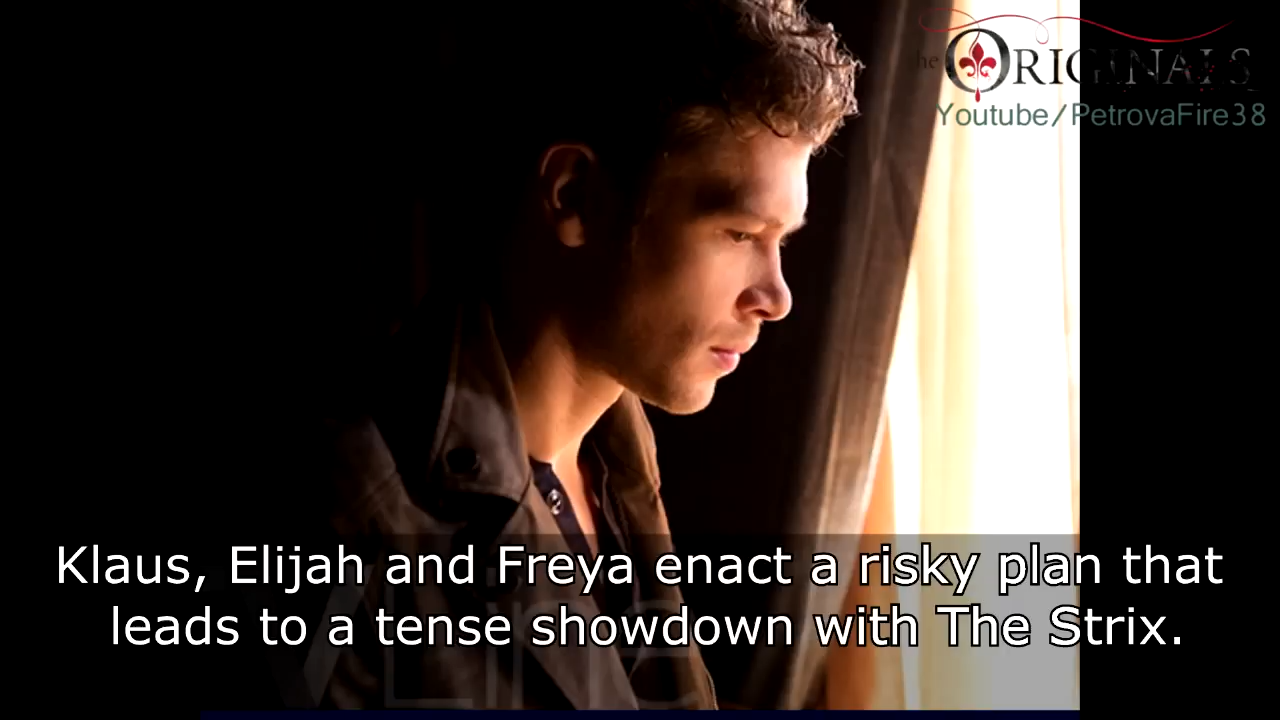 The ORIGINALS
Youtube/PetrovaFire38
Klaus, Elijah and Freya enact a risky plan that
leads to a tense showdown with The Strix.